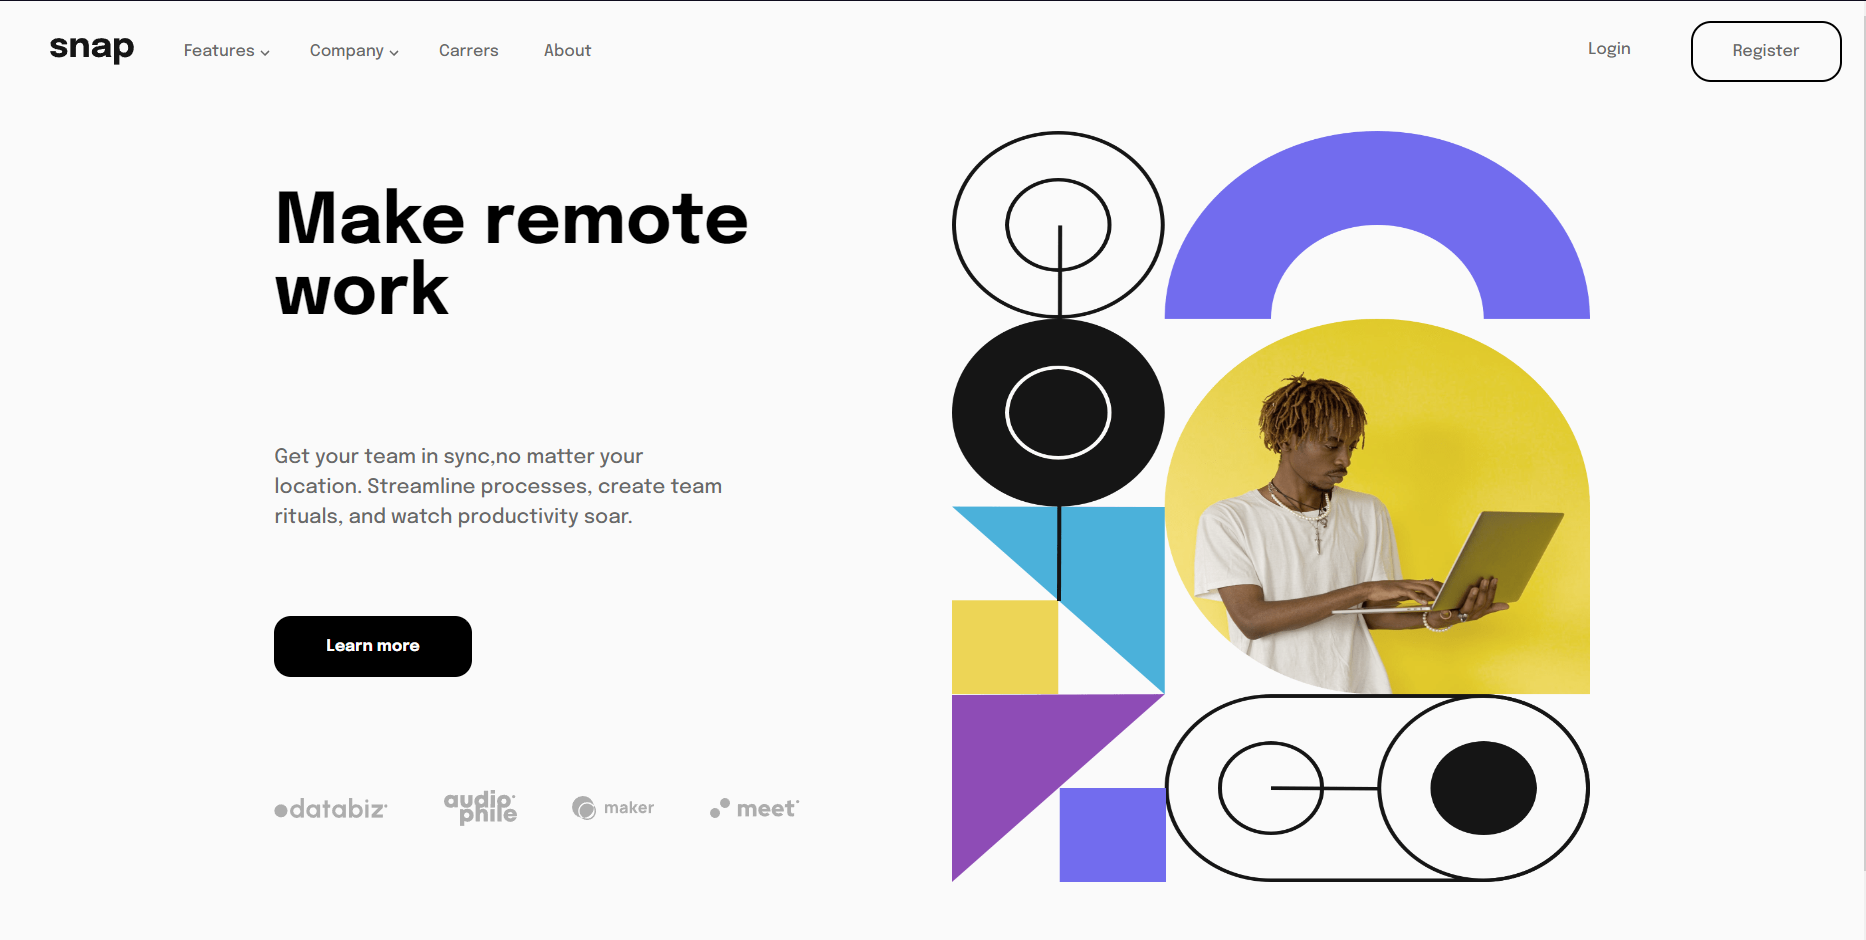 snap Features Company Carrers About Login Register
Make remote
work
Get your team in sync,no matter your
location. Streamline processes, create team
rituals, and watch productivity soar.
Learn more
databiz audiophile maker meet